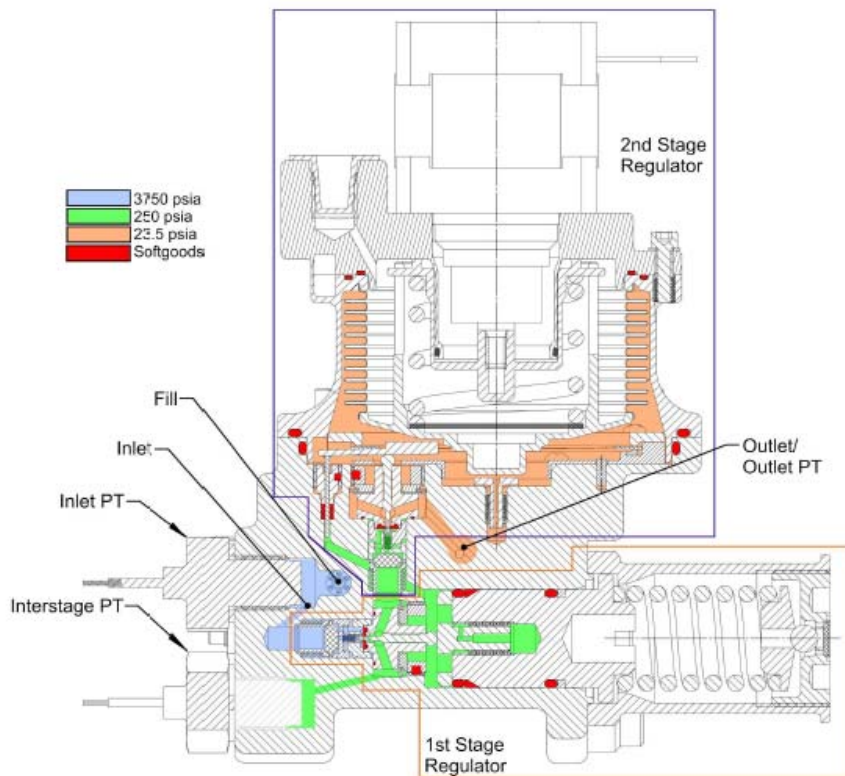 2nd Stage
Regulator
3750 psia
250 psia
23.5 psia
Softgoods
Fill
Inlet
Inlet PT
Interstage PT
Outlet/
Outlet PT
1st Stage
Regulator